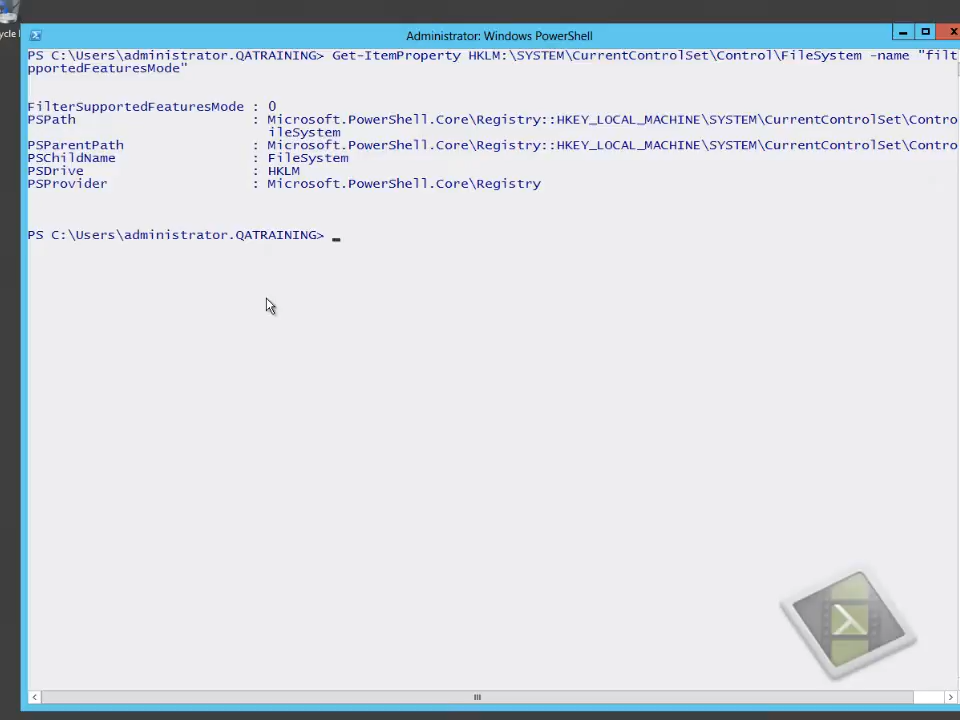 ycle
Administrator: Windows PowerShell
PS C:\Users\administrator.QATRAINING> Get-ItemProperty HKLM:\SYSTEM\CurrentControlSet\Control\FileSystem -name "filt
pportedFeaturesMode"
FilterSupportedFeaturesMode : 0
PSPath : Microsoft.PowerShell.Core\Registry::HKEY_LOCAL_MACHINE\SYSTEM\CurrentControlSet\Contro
ileSystem
PSParentPath : Microsoft.PowerShell.Core\Registry::HKEY_LOCAL_MACHINE\SYSTEM\CurrentControlSet\Contro
PSChildName : FileSystem
PSDrive : HKLM
PSProvider : Microsoft.PowerShell.Core\Registry
PS C:\Users\administrator.QATRAINING>